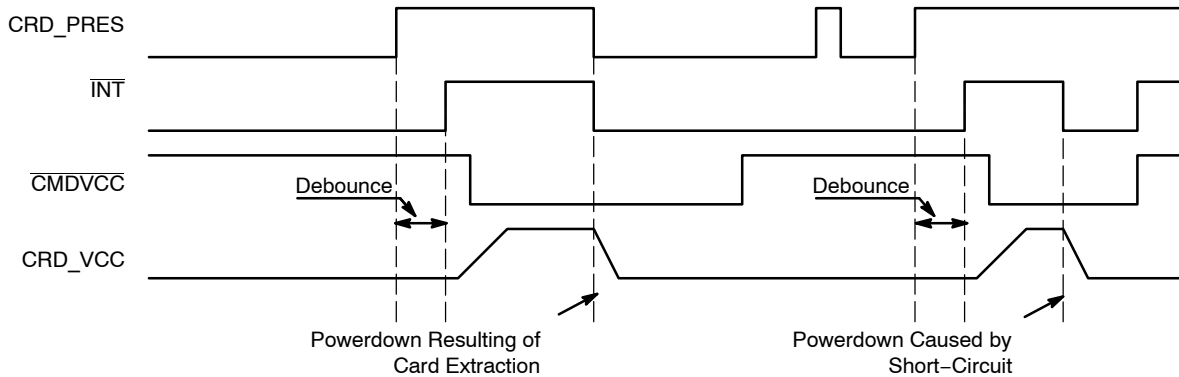 CRD_PRES
INT
CMDVCC
Debounce
Debounce
CRD_VCC
Powerdown Resulting of
Card Extraction
Powerdown Caused by
Short−Circuit